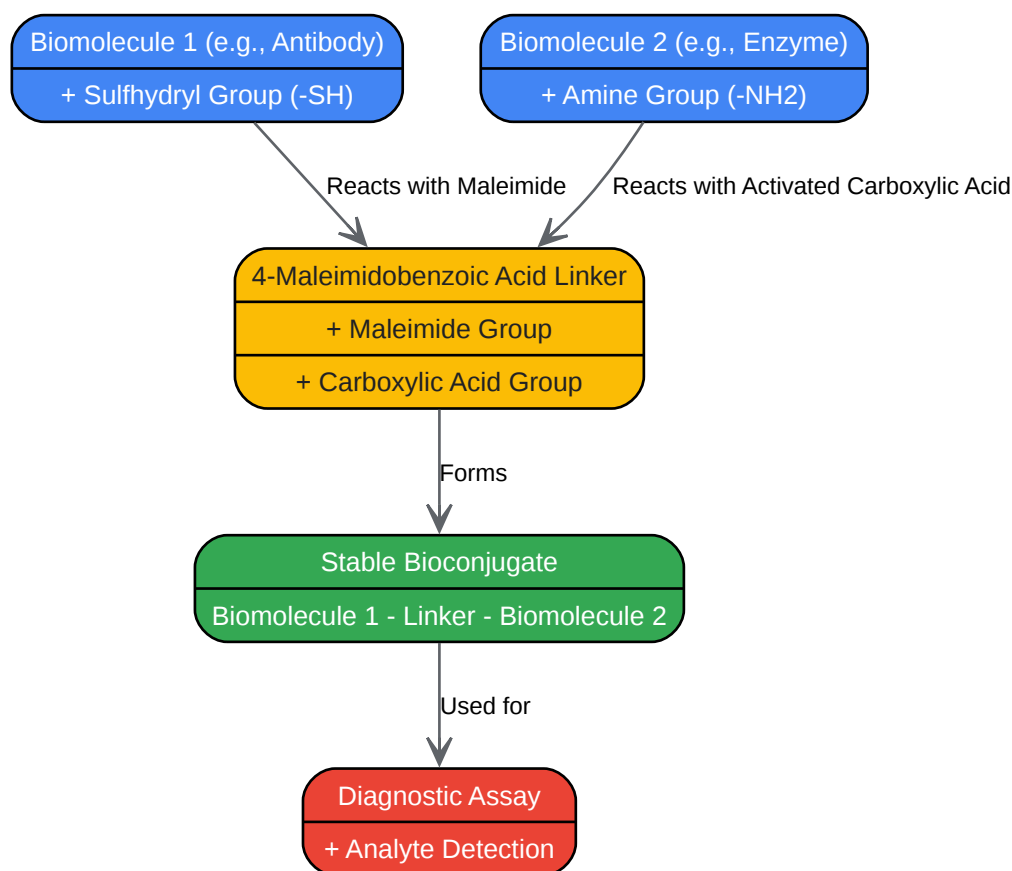 Biomolecule 1 (e.g., Antibody)
+ Sulfhydryl Group (-SH)
Biomolecule 2 (e.g., Enzyme)
+ Amine Group (-NH2)
Reacts with Maleimide
Reacts with Activated Carboxylic Acid
4-Maleimidobenzoic Acid Linker
+ Maleimide Group
+ Carboxylic Acid Group
Forms
Stable Bioconjugate
Biomolecule 1 - Linker - Biomolecule 2
Used for
Diagnostic Assay
+ Analyte Detection